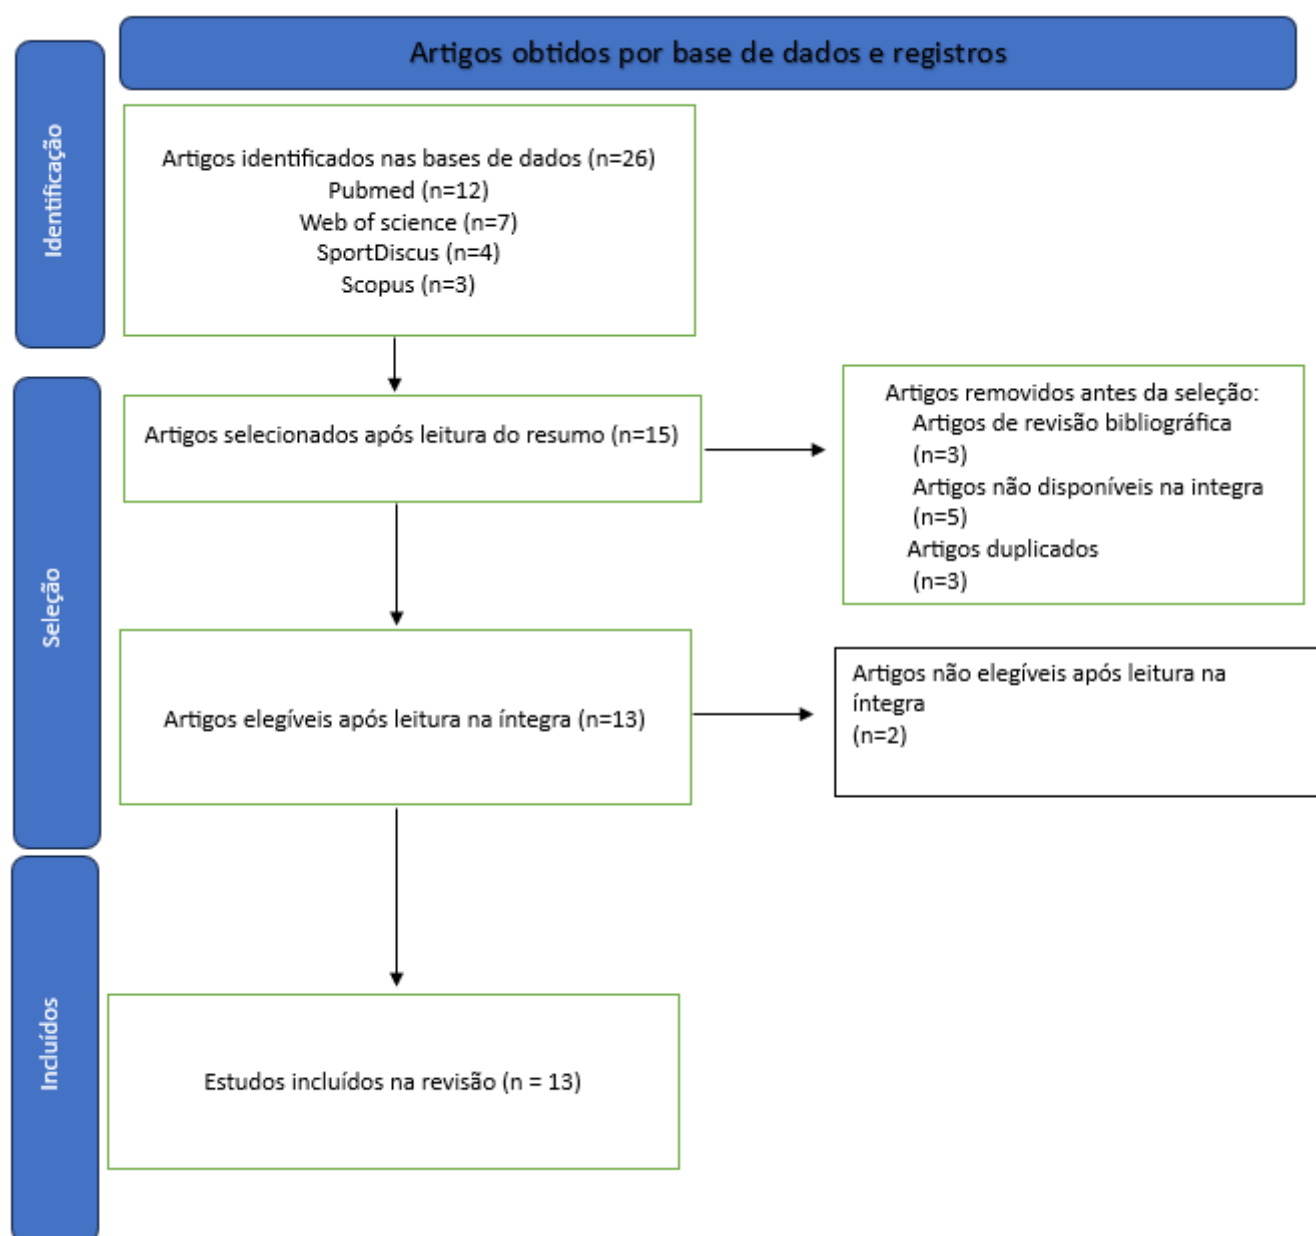 Artigos obtidos por base de dados e registros
Identificação
Artigos identificados nas bases de dados (n=26)
Pubmed (n=12)
Web of science (n=7)
SportDiscus (n=4)
Scopus (n=3)
Seleção
Artigos selecionados após leitura do resumo (n=15)
Artigos removidos antes da seleção:
Artigos de revisão bibliográfica
(n=3)
Artigos não disponíveis na integra
(n=5)
Artigos duplicados
(n=3)
Artigos elegíveis após leitura na íntegra (n=13)
Artigos não elegíveis após leitura na
íntegra
(n=2)
Incluídos
Estudos incluídos na revisão (n = 13)